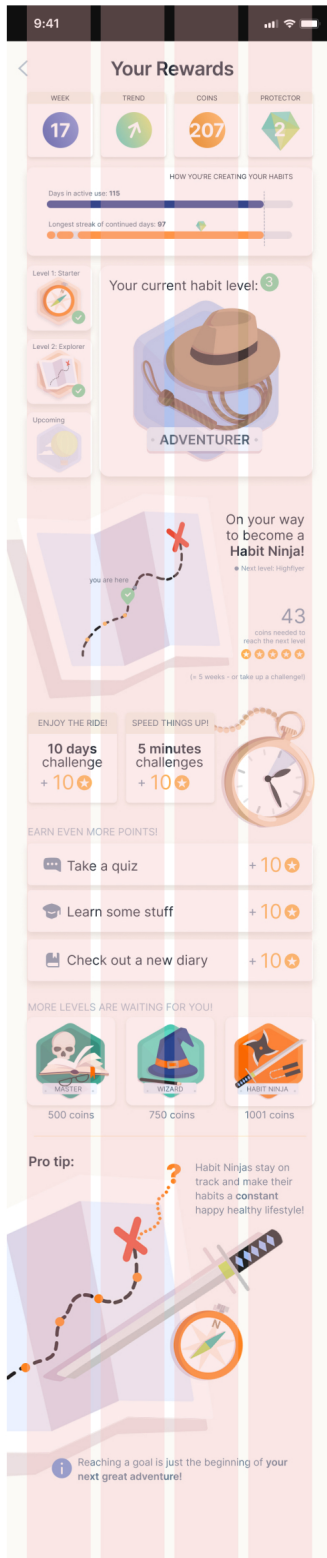 9:41
Your Rewards
WEEK
TREND
COINS
PROTECTOR
17
207
2
HOW YOU'RE CREATING YOUR HABITS
Days in active use: 115
Longest streak of continued days: 97
Level 1: Starter
Level 2: Explorer
Upcoming
Your current habit level: 3
ADVENTURER
On your way
to become a
Habit Ninja!
Next level: Highflyer
you are here
43
coins needed to
reach the next level
(≈ 5 weeks - or take up a challenge!)
ENJOY THE RIDE!
10 days
challenge
+ 10
SPEED THINGS UP!
5 minutes
challenges
+ 10
EARN EVEN MORE POINTS!
Take a quiz
+ 10
Learn some stuff
+ 10
Check out a new diary
+ 10
MORE LEVELS ARE WAITING FOR YOU!
MASTER
WIZARD
HABIT NINJA
500 coins
750 coins
1001 coins
Pro tip:
?
Habit Ninjas stay on
track and make their
habits a constant
happy healthy lifestyle!
N
Reaching a goal is just the beginning of your
next great adventure!